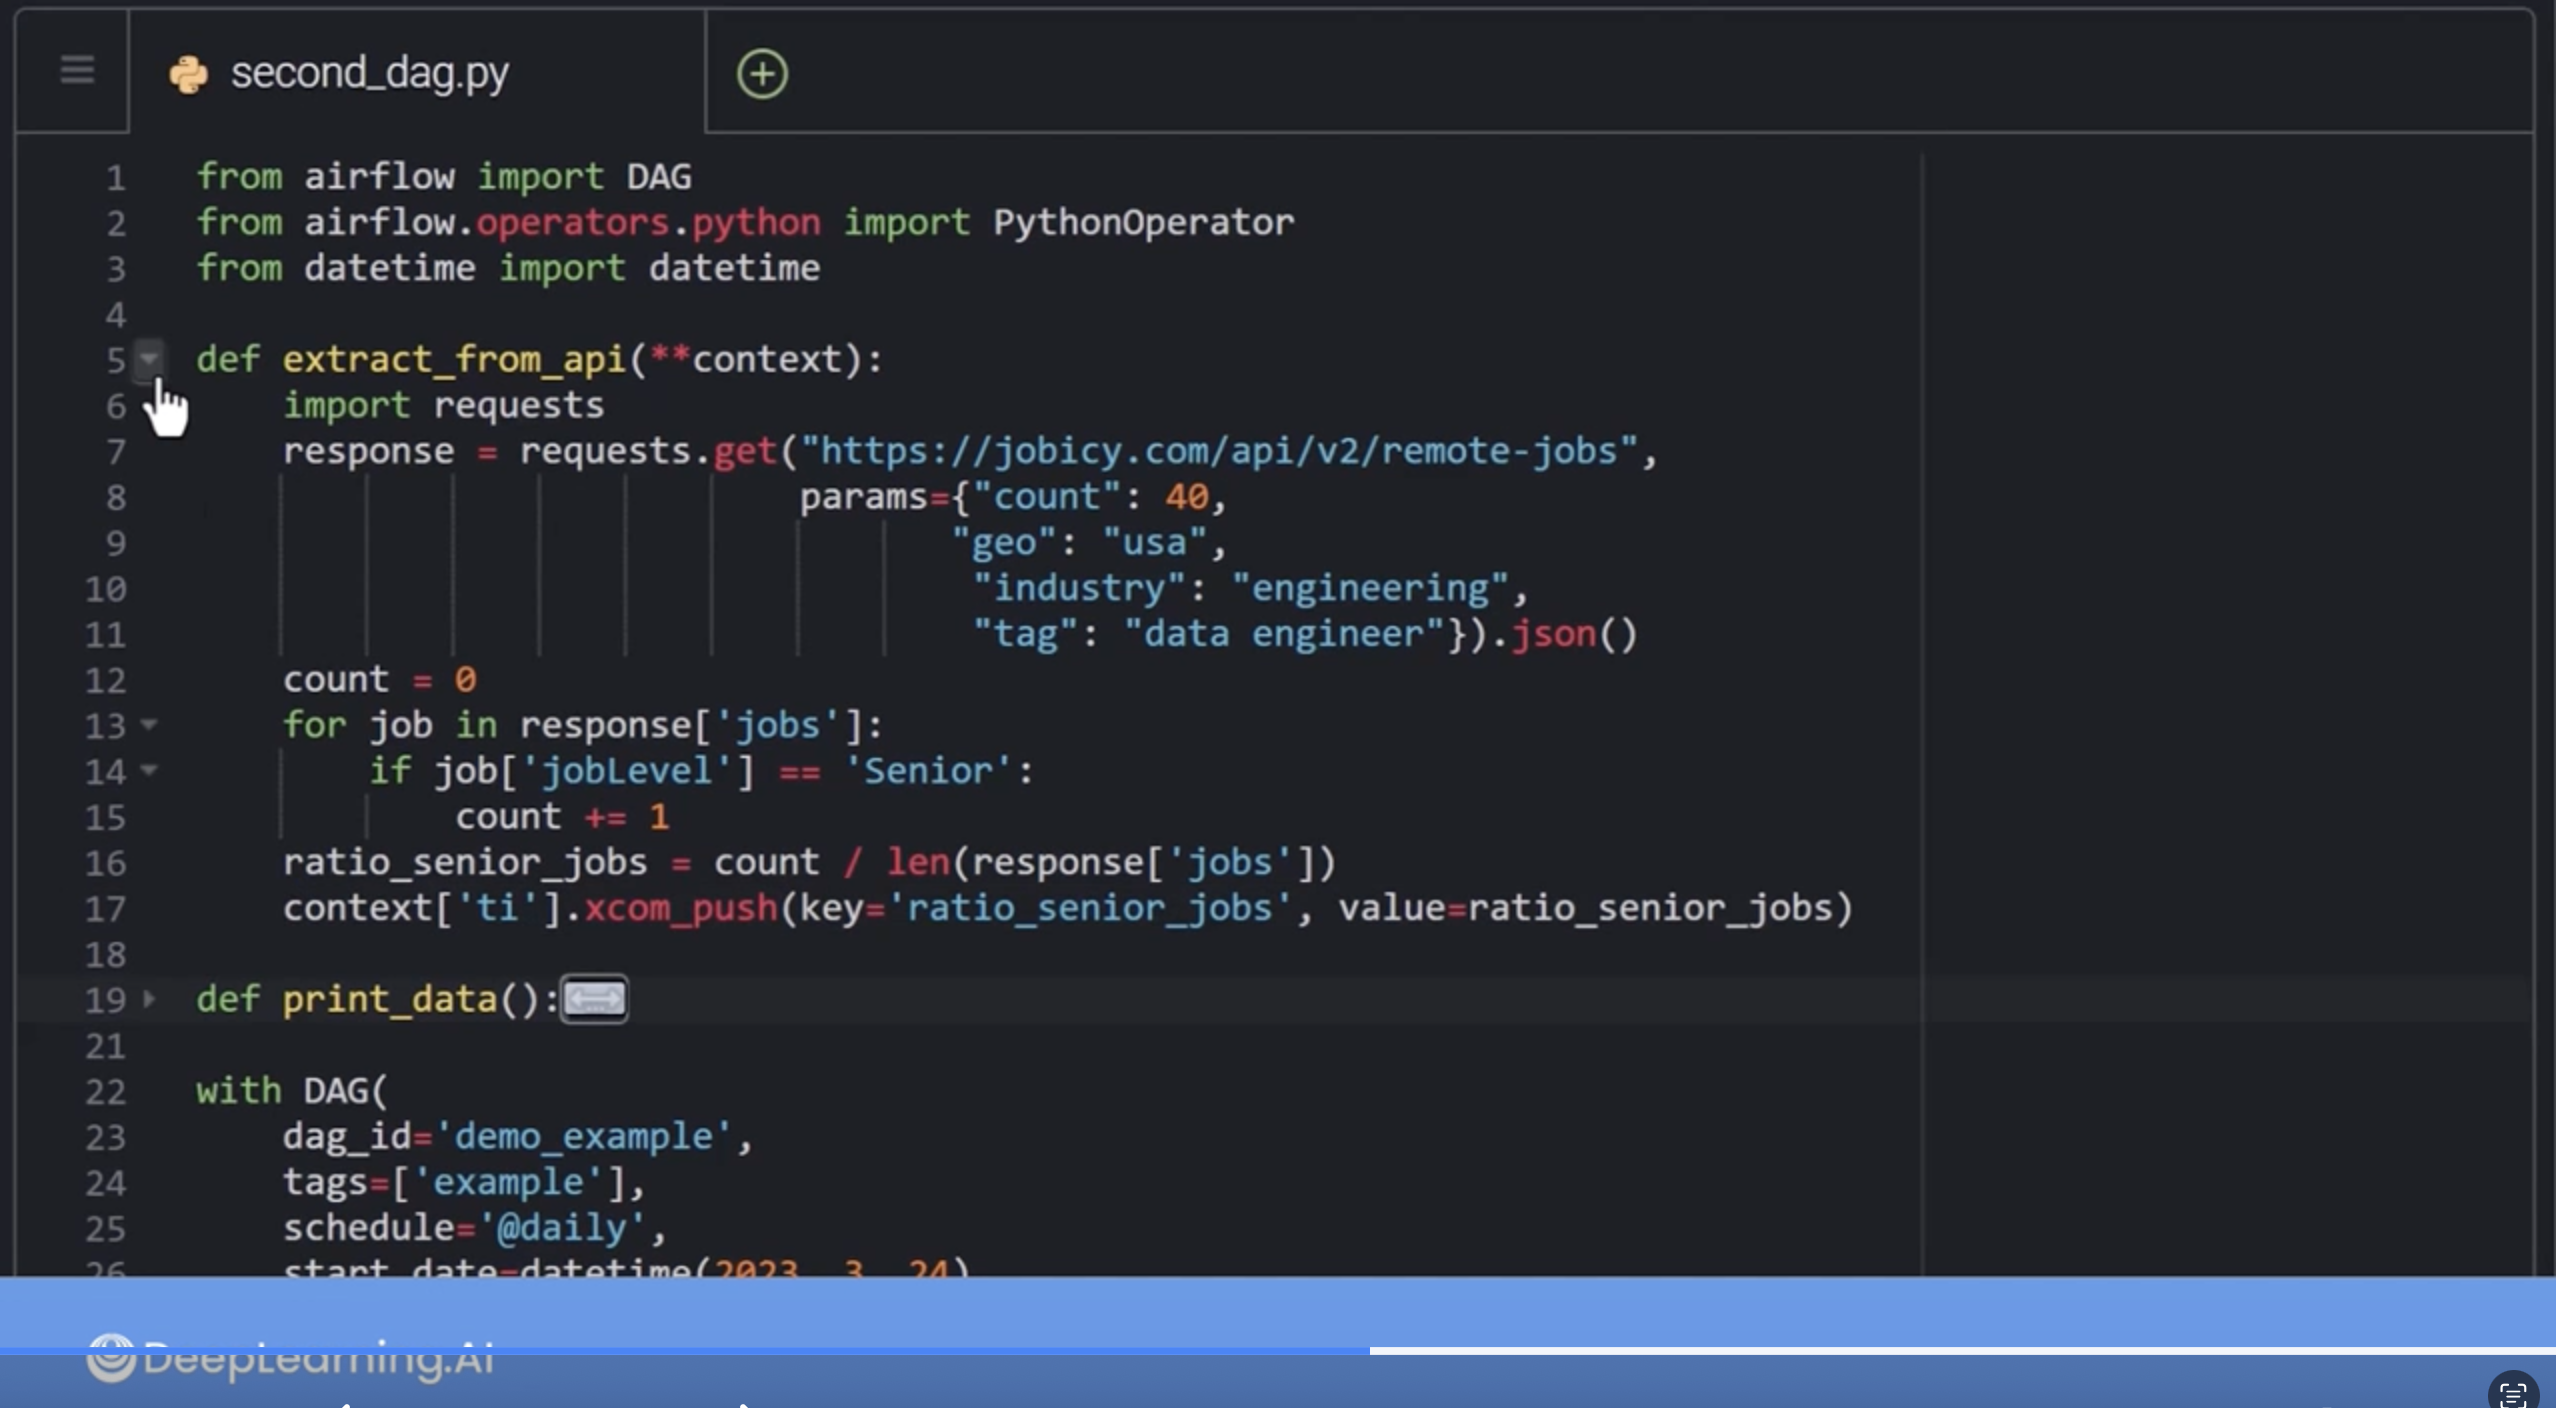 second_dag.py
1 from airflow import DAG
2 from airflow.operators.python import PythonOperator
3 from datetime import datetime
4
5 def extract_from_api(**context):
6     import requests
7     response = requests.get("https://jobicy.com/api/v2/remote-jobs",
8                             params={"count": 40,
9                                    "geo": "usa",
10                                    "industry": "engineering",
11                                    "tag": "data engineer"}).json()
12     count = 0
13     for job in response['jobs']:
14         if job['jobLevel'] == 'Senior':
15             count += 1
16     ratio_senior_jobs = count / len(response['jobs'])
17     context['ti'].xcom_push(key='ratio_senior_jobs', value=ratio_senior_jobs)
18
19 def print_data():
21
22 with DAG(
23     dag_id='demo_example',
24     tags=['example'],
25     schedule='@daily',
26     start_date=datetime(2023, 3, 24)
DeepLearning.AI